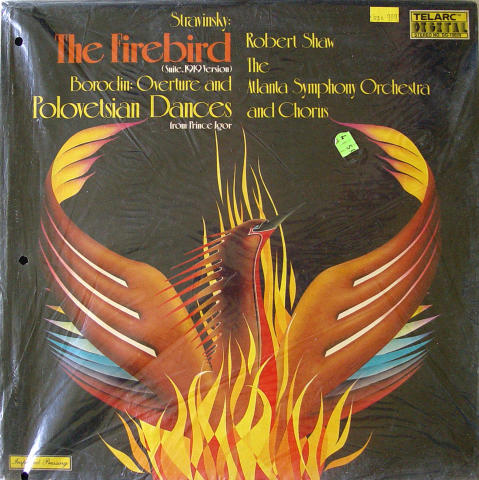 Stravinsky:
The Firebird
(Suite, 1919 Version)
Borodin: Overture and
Polovetsian Dances
from Prince Igor
Robert Shaw
The
Atlanta Symphony Orchestra
and Chorus
TELARC
DIGITAL
Imported Pressing